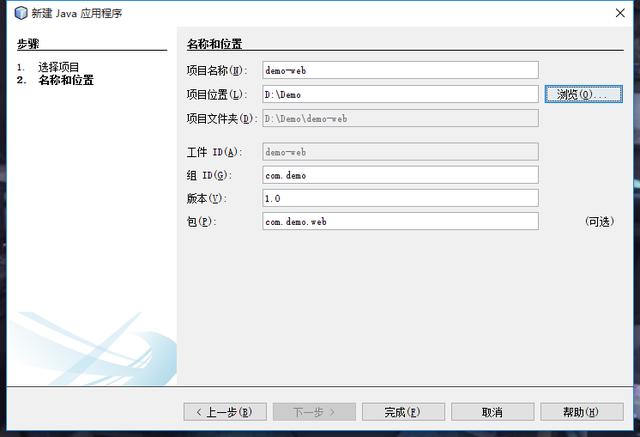 新建 Java 应用程序
步骤
1. 选择项目
2. 名称和位置
名称和位置
项目名称(N): demo-web
项目位置(L): D:\Demo 浏览(O)...
项目文件夹(D): D:\Demo\demo-web
工件 ID(A): demo-web
组 ID(G): com.demo
版本(V): 1.0
包(P): com.demo.web (可选)
< 上一步(B) 下一步 > 完成(F) 取消 帮助(H)